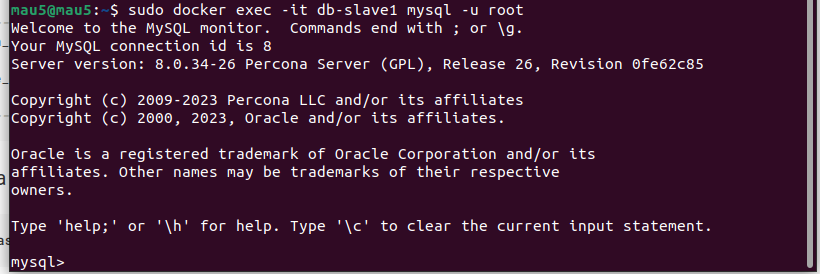 mau5@mau5:~$ sudo docker exec -it db-slave1 mysql -u root
Welcome to the MySQL monitor.  Commands end with ; or \g.
Your MySQL connection id is 8
Server version: 8.0.34-26 Percona Server (GPL), Release 26, Revision 0fe62c85

Copyright (c) 2009-2023 Percona LLC and/or its affiliates
Copyright (c) 2000, 2023, Oracle and/or its affiliates.

Oracle is a registered trademark of Oracle Corporation and/or its
affiliates. Other names may be trademarks of their respective
owners.

Type 'help;' or '\h' for help. Type '\c' to clear the current input statement.

mysql>